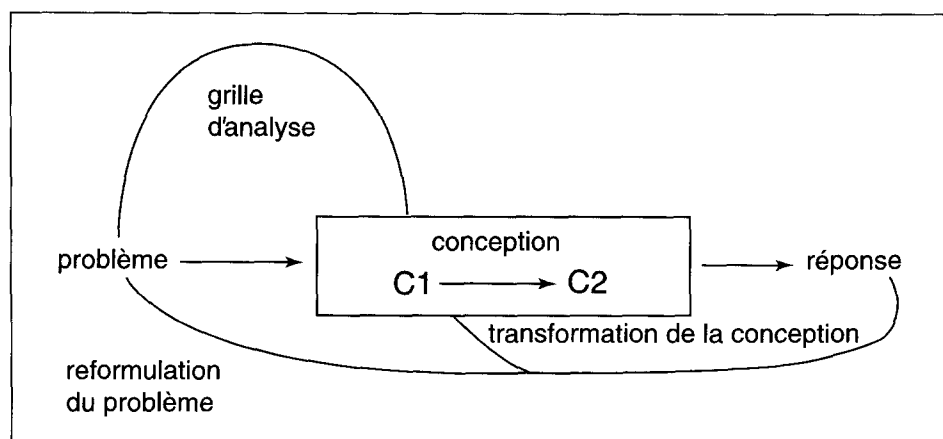 grille
d'analyse
conception
problème
réponse
C1 C2
transformation de la conception
reformulation
du problème